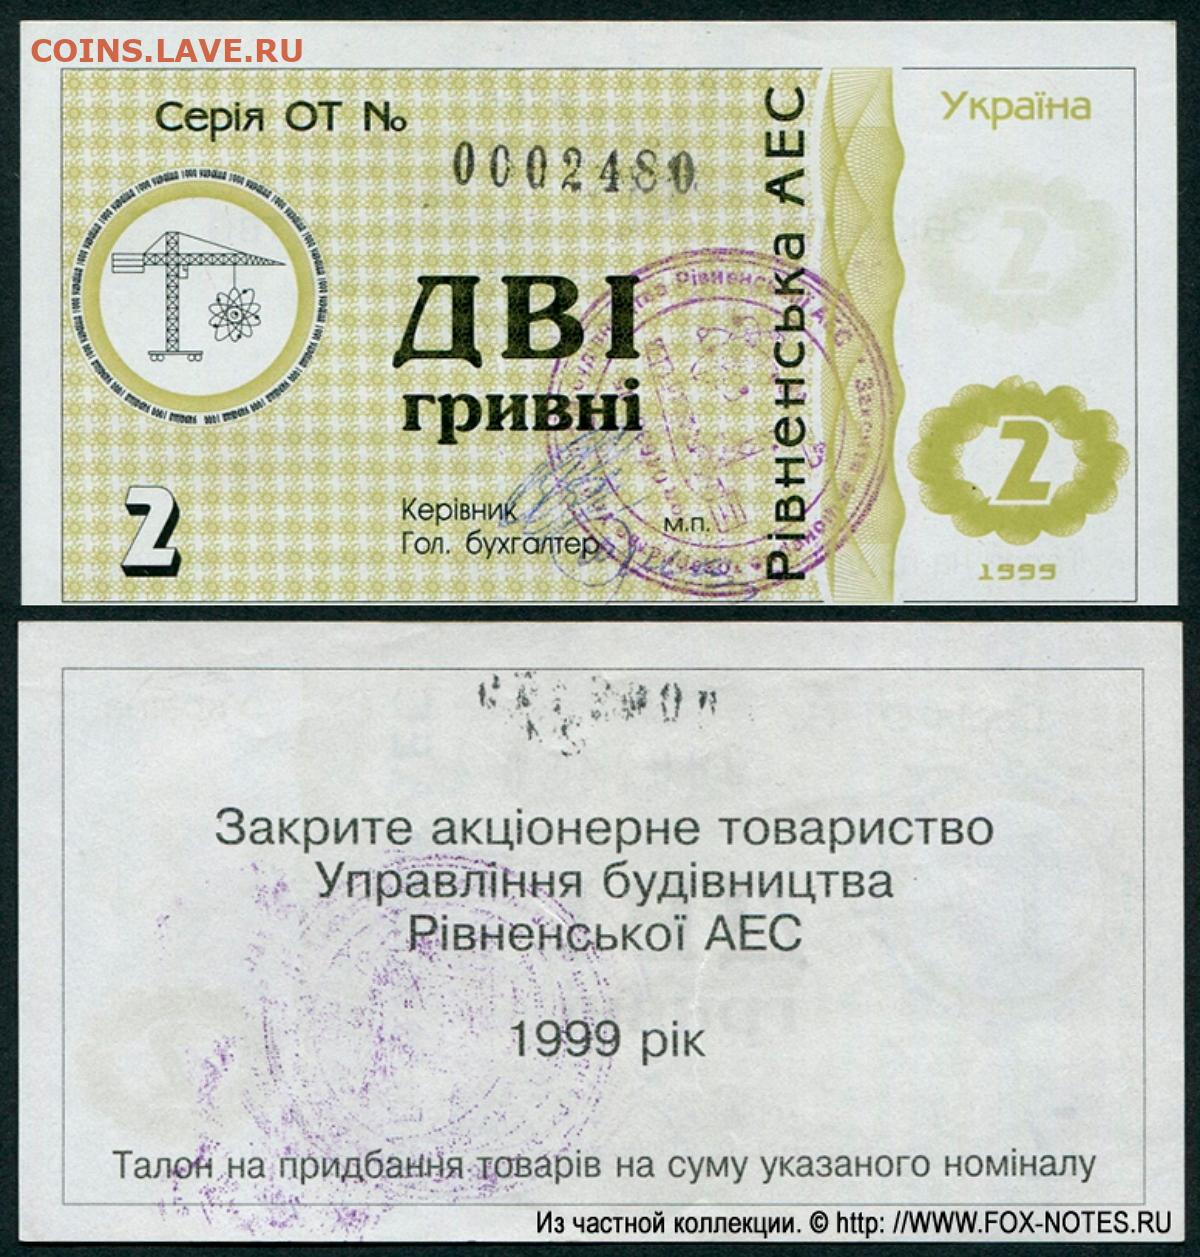 COINS.LAVE.RU
Серія ОТ №
0002480
Рівненська АЕС
Україна
2
ДВІ
гривні
2
2
Керівник
м.п.
Гол. бухгалтер
1999
Закрите акціонерне товариство
Управління будівництва
Рівненської АЕС
1999 рік
Талон на придбання товарів на суму указаного номіналу
Из частной коллекции. © http: //WWW.FOX-NOTES.RU